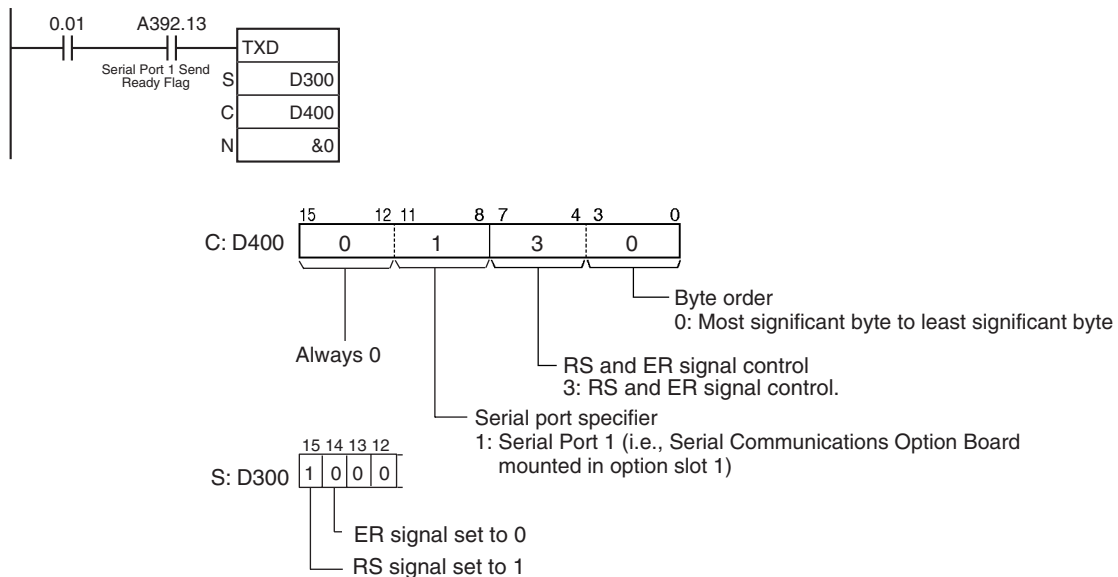 0.01 A392.13
TXD
Serial Port 1 Send
Ready Flag
S D300
C D400
N &0
15 12 11 8 7 4 3 0
C: D400 0 1 3 0
Byte order
0: Most significant byte to least significant byte
Always 0
RS and ER signal control
3: RS and ER signal control.
Serial port specifier
1: Serial Port 1 (i.e., Serial Communications Option Board
mounted in option slot 1)
15 14 13 12
S: D300 1 0 0 0
ER signal set to 0
RS signal set to 1